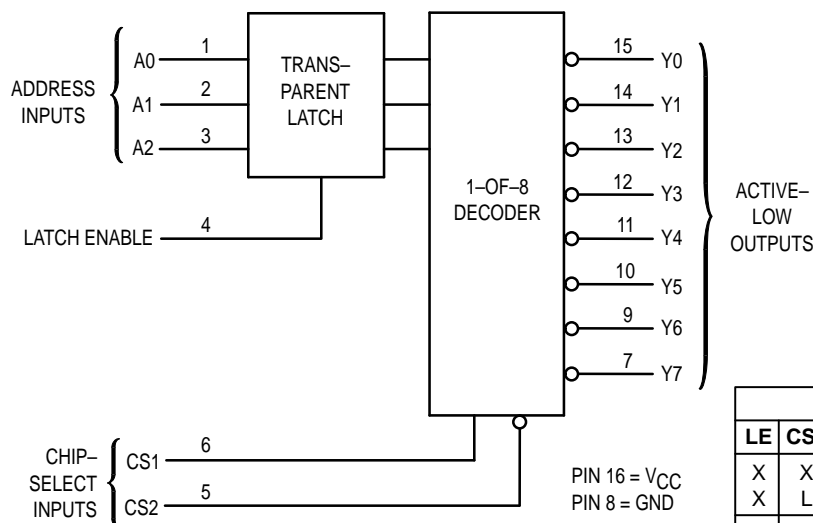 ADDRESS
INPUTS
A0
1
A1
2
A2
3
TRANS–
PARENT
LATCH
LATCH ENABLE
4
1–OF–8
DECODER
15
Y0
14
Y1
13
Y2
12
Y3
11
Y4
10
Y5
9
Y6
7
Y7
ACTIVE–
LOW
OUTPUTS
CHIP–
SELECT
INPUTS
CS1
6
CS2
5
PIN 16 = VCC
PIN 8 = GND
LE
X X
X L